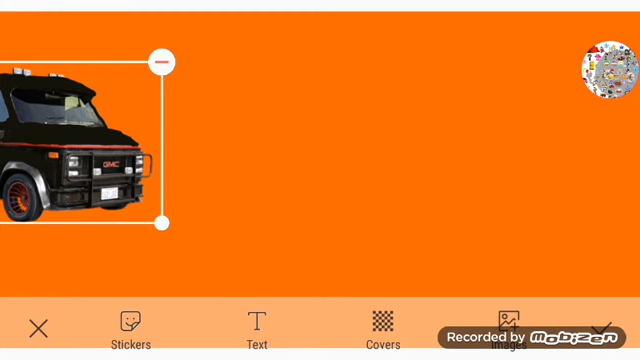 GMC
Stickers
Text
Covers
Images
Recorded by mobizen